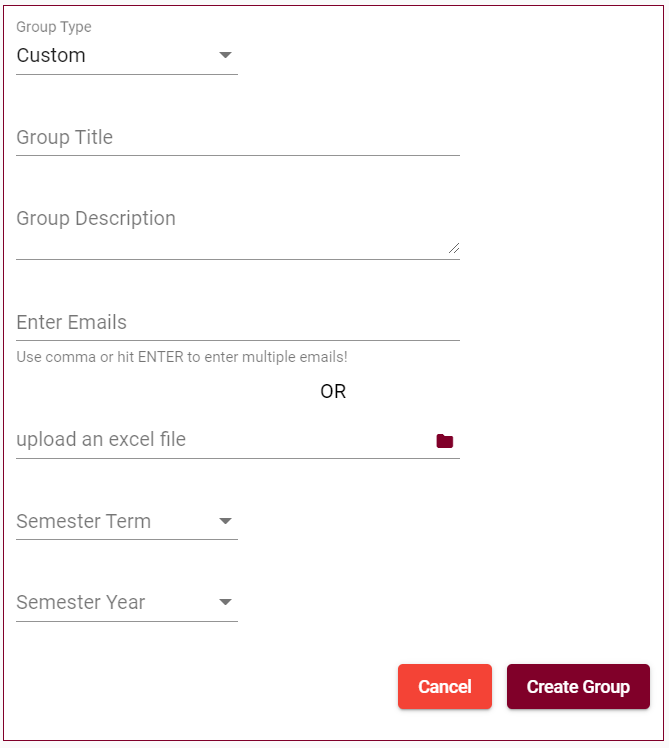 Group Type
Custom
Group Title
Group Description
Enter Emails
Use comma or hit ENTER to enter multiple emails!
OR
upload an excel file
Semester Term
Semester Year
Cancel Create Group